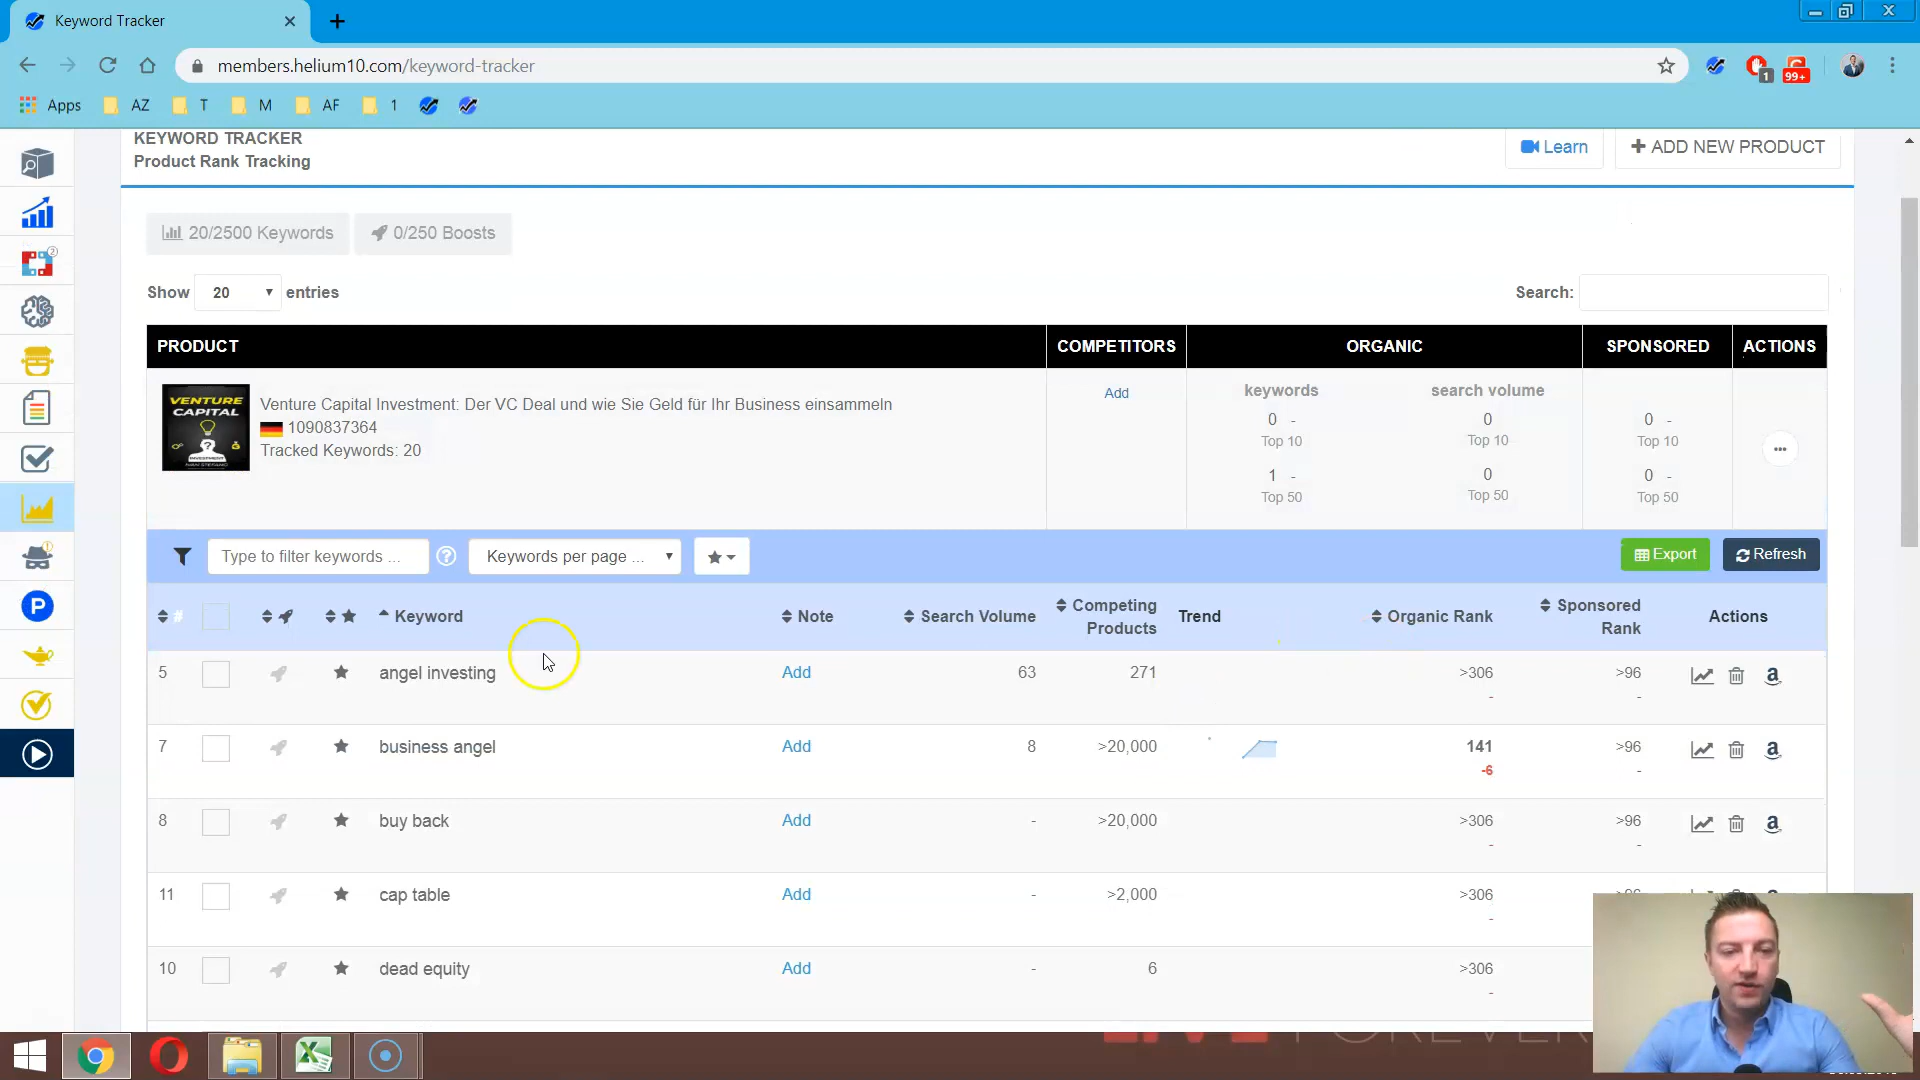 Keyword Tracker
members.helium10.com/keyword-tracker
1
99+
Apps AZ T M AF 1
KEYWORD TRACKER
Product Rank Tracking
Learn
ADD NEW PRODUCT
20/2500 Keywords
0/250 Boosts
Show 20 entries
Search:
PRODUCT COMPETITORS ORGANIC SPONSORED ACTIONS
VENTURE CAPITAL
Venture Capital Investment: Der VC Deal und wie Sie Geld für Ihr Business einsammeln
1090837364
Tracked Keywords: 20
Add
keywords search volume
0 - 0 0 -
Top 10 Top 10 Top 10
1 - 0 0 -
Top 50 Top 50 Top 50
Type to filter keywords ...
Keywords per page ...
Export
Refresh
# Keyword Note Search Volume Competing Products Trend Organic Rank Sponsored Rank Actions
5 angel investing Add 63 271 >306 >96
- -
7 business angel Add 8 >20,000 141 >96
-6 -
8 buy back Add - >20,000 >306 >96
- -
11 cap table Add - >2,000 >306 >96
-
10 dead equity Add - 6 >306
-